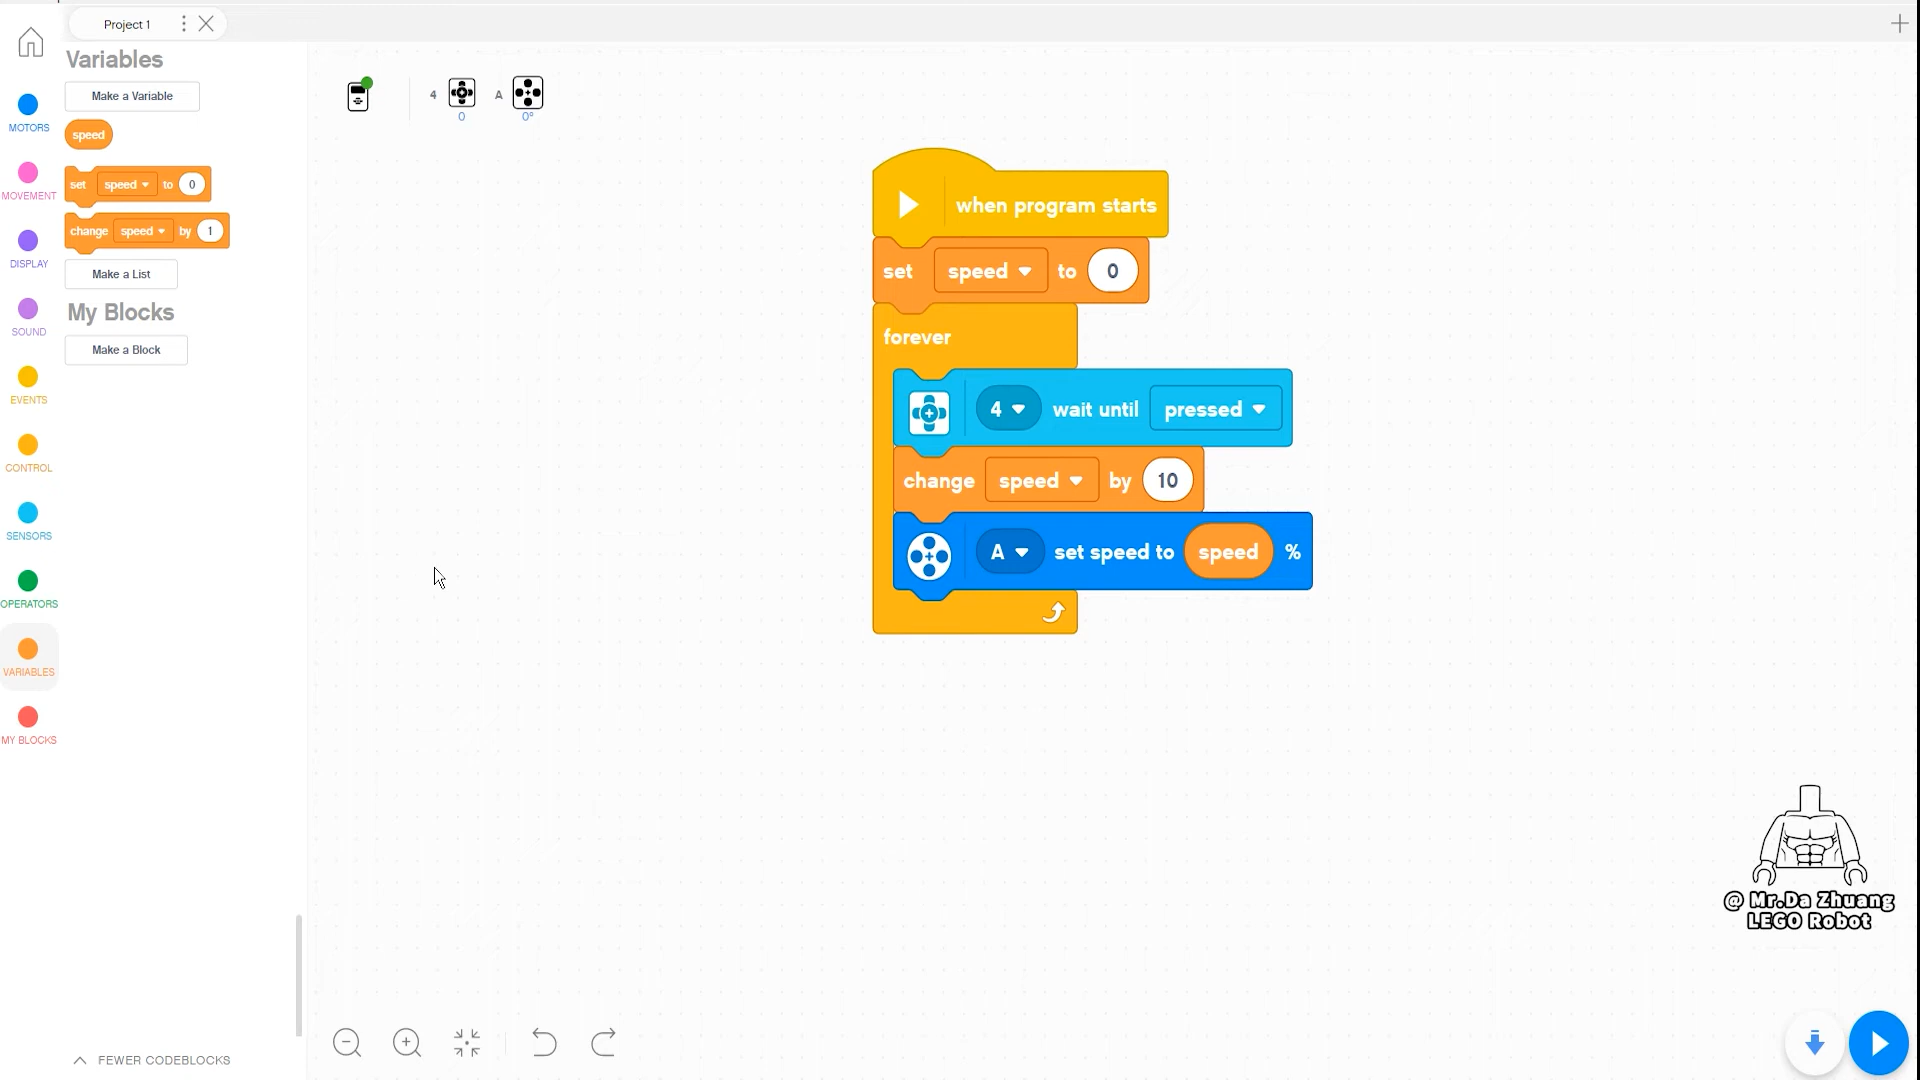 Project 1
Variables
Make a Variable
speed
set speed to 0
change speed by 1
Make a List
My Blocks
Make a Block
MOTORS
MOVEMENT
DISPLAY
SOUND
EVENTS
CONTROL
SENSORS
OPERATORS
VARIABLES
MY BLOCKS
FEWER CODEBLOCKS
4
0
A
0°
when program starts
set speed to 0
forever
4 wait until pressed
change speed by 10
A set speed to speed %
@ Mr.Da Zhuang
LEGO Robot